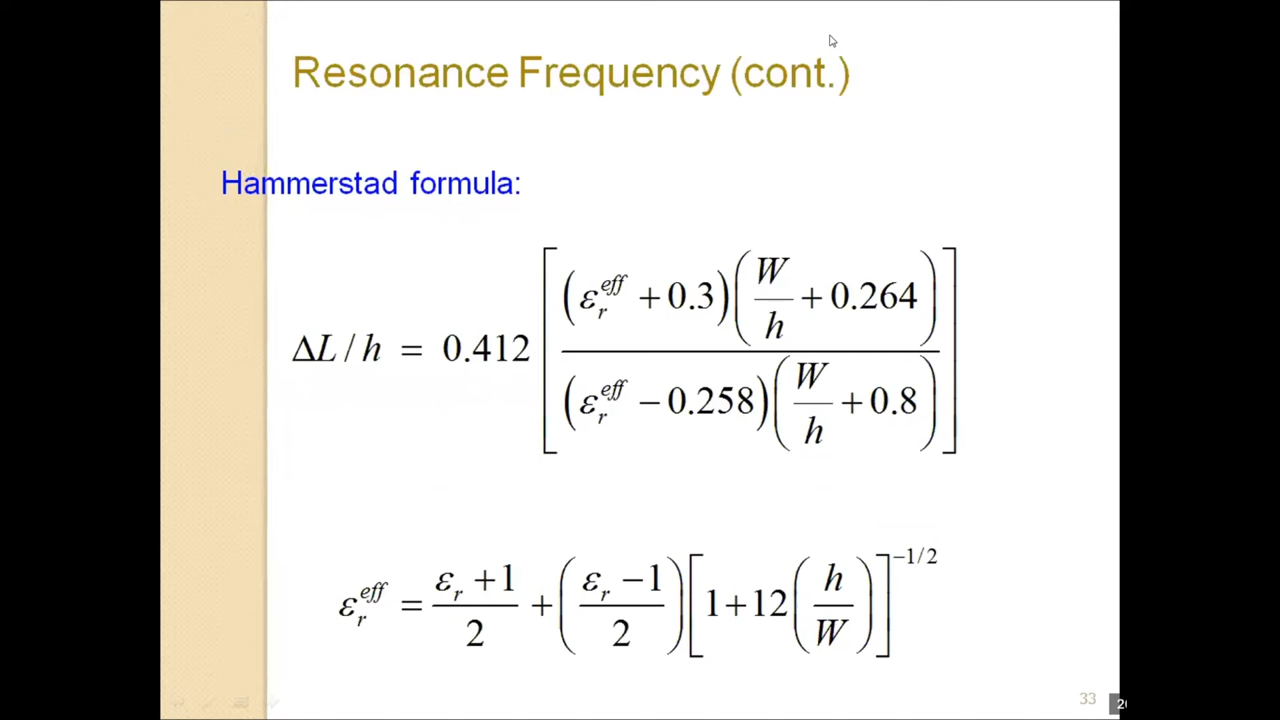 Resonance Frequency (cont.)
Hammerstad formula:
ΔL / h = 0.412 [ (ε_r^eff + 0.3) (W/h + 0.264) / (ε_r^eff − 0.258) (W/h + 0.8) ]
ε_r^eff = (ε_r + 1)/2 + ((ε_r − 1)/2) [1 + 12 (h/W)]^(−1/2)
33